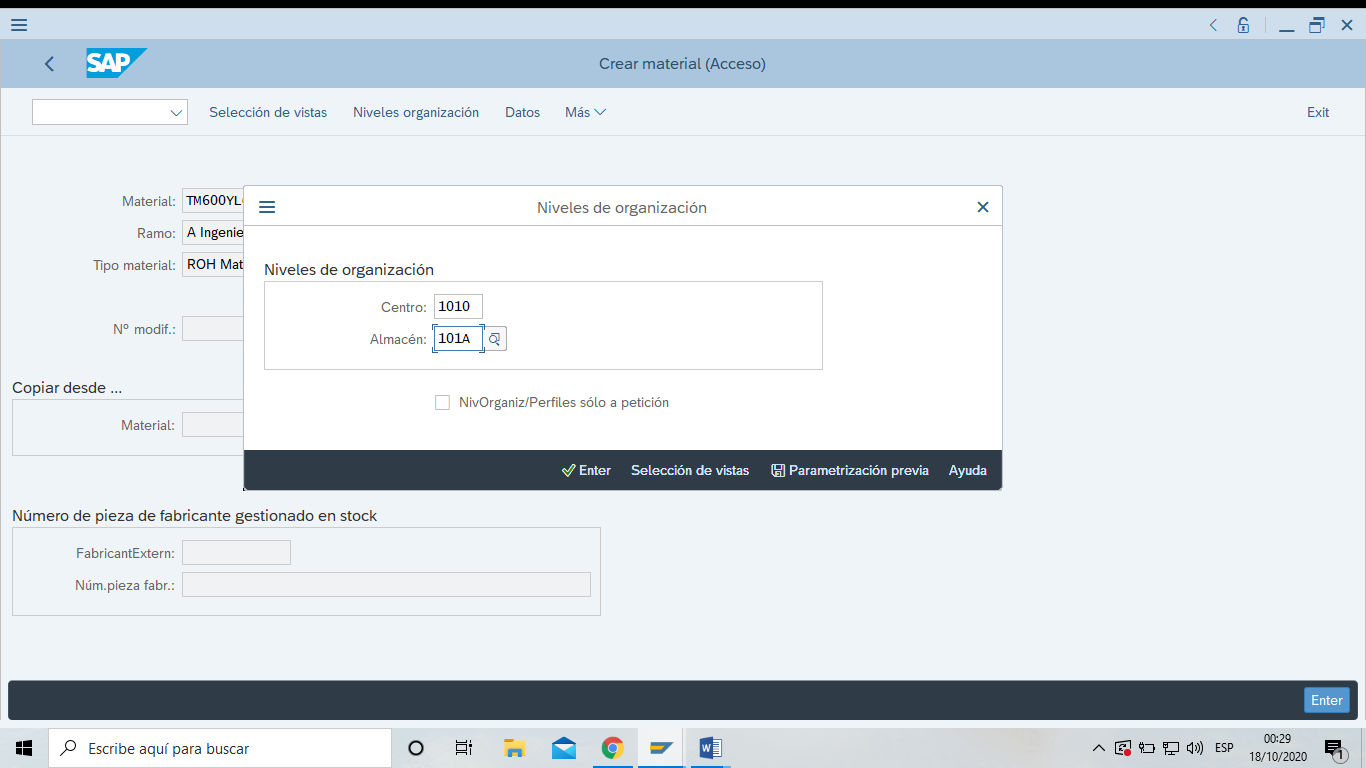 SAP
Crear material (Acceso)
Selección de vistas Niveles organización Datos Más Exit
Material: TM600YL
Ramo: A Ingenie
Tipo material: ROH Mat
Nº modif.:
Copiar desde ...
Material:
Niveles de organización
Niveles de organización
Centro: 1010
Almacén: 101A
NivOrganiz/Perfiles sólo a petición
Enter Selección de vistas Parametrización previa Ayuda
Número de pieza de fabricante gestionado en stock
FabricantExtern:
Núm.pieza fabr.:
Enter
Escribe aquí para buscar
ESP
00:29
18/10/2020
1